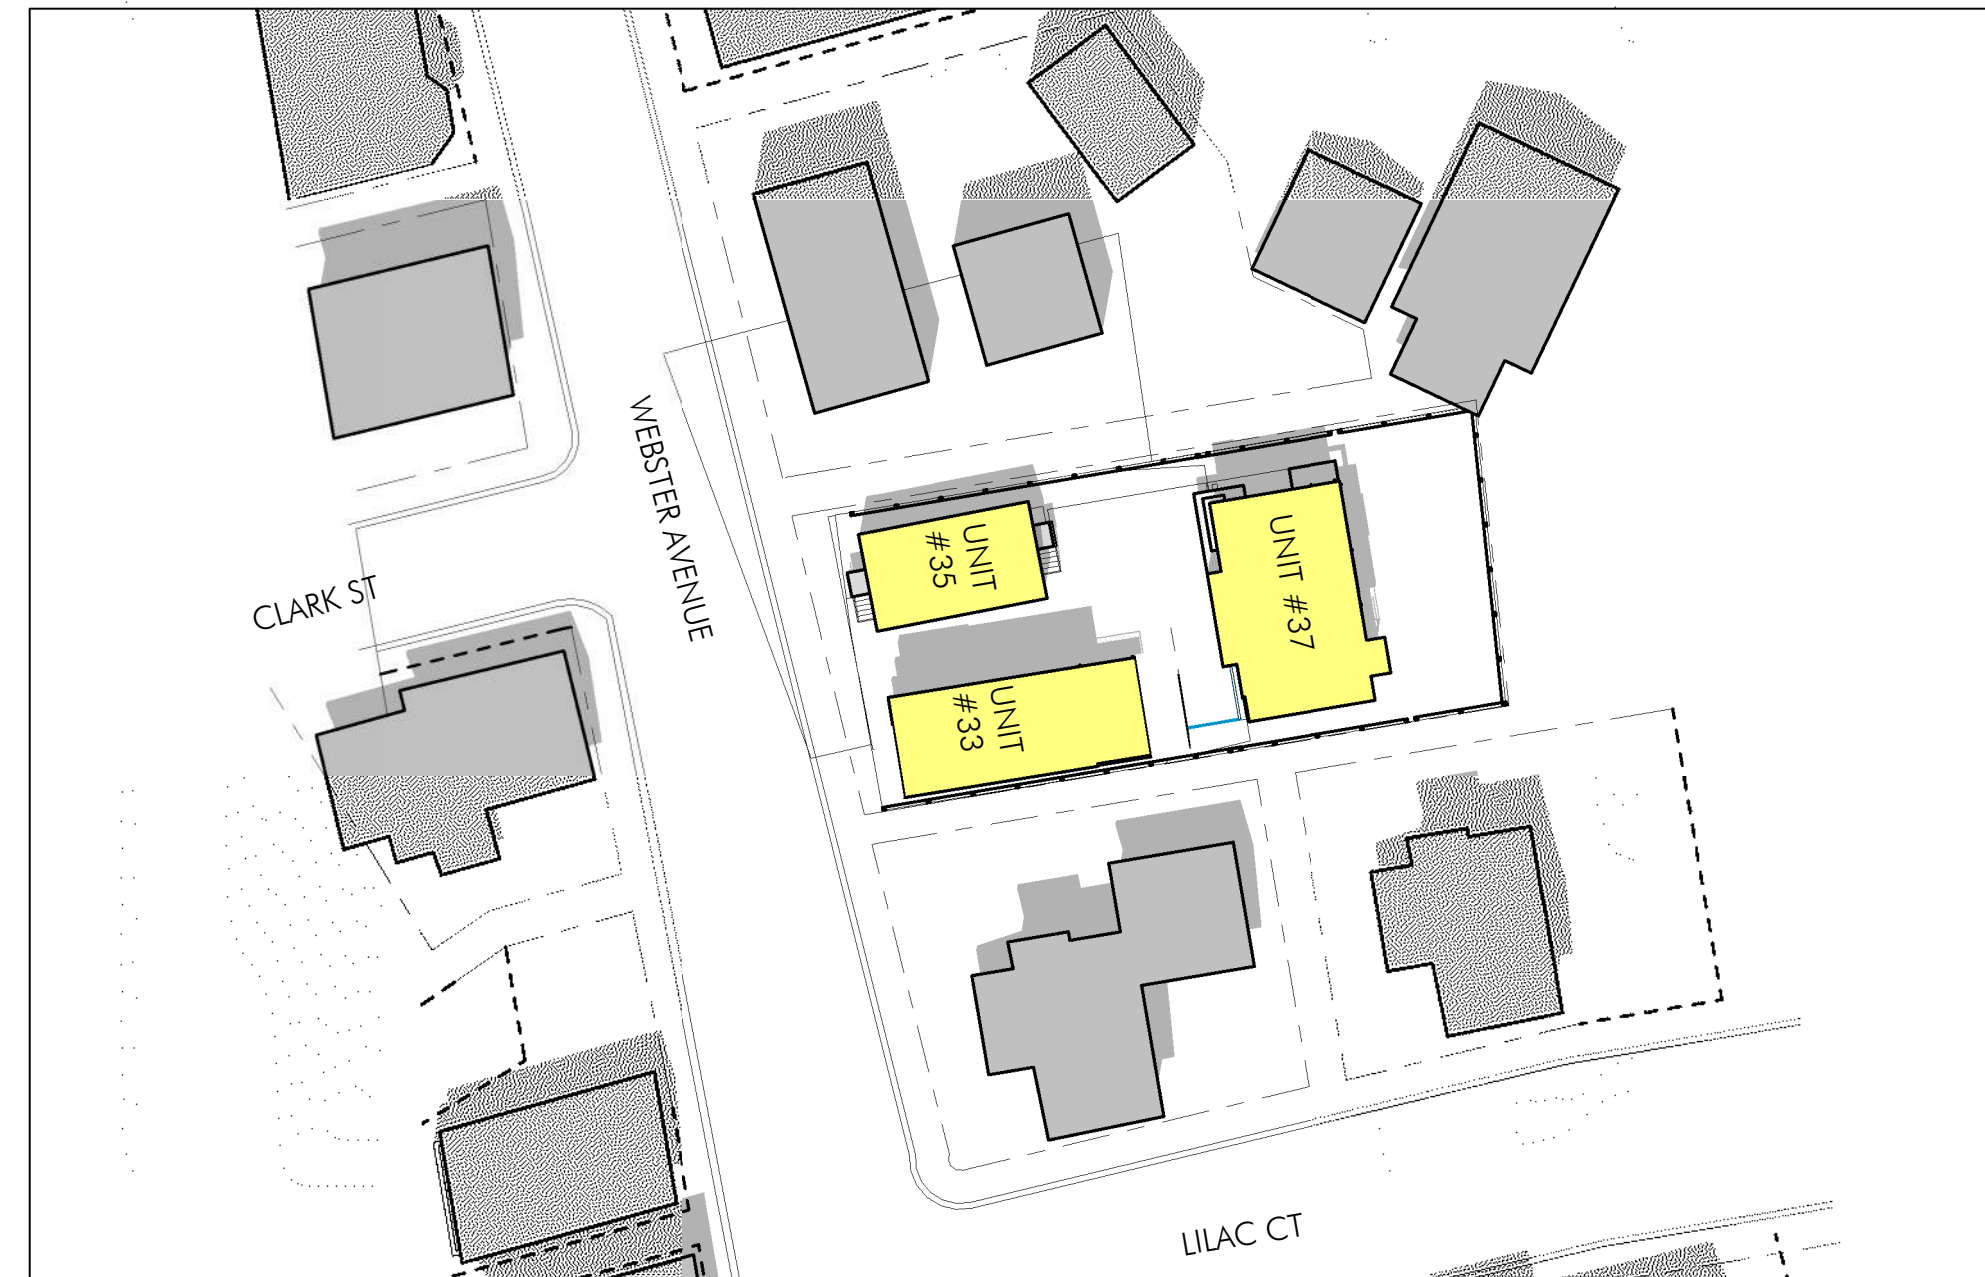 WEBSTER AVENUE
CLARK ST
UNIT
#35
UNIT #37
UNIT
#33
LILAC CT